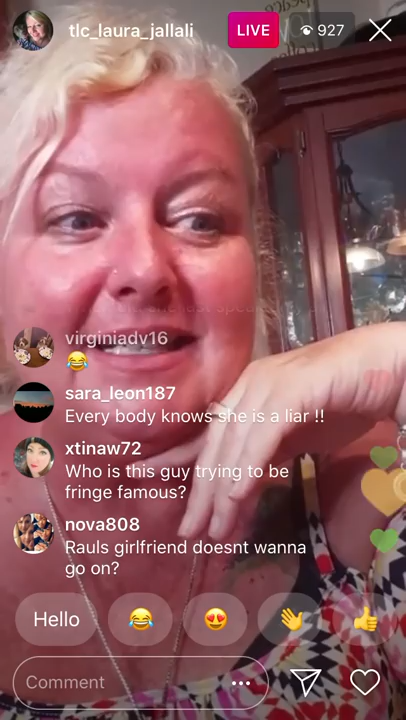 tlc_laura_jallali
LIVE
927
virginiadv16
😂
sara_leon187
Every body knows she is a liar !!
xtinaw72
Who is this guy trying to be
fringe famous?
nova808
Rauls girlfriend doesnt wanna
go on?
Hello
😂
😍
👋
👍
Comment